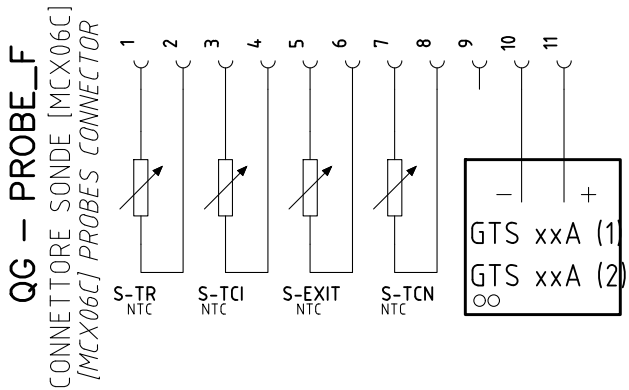 QG – PROBE_F
CONNETTORE SONDE [MCX06C]
[MCX06C] PROBES CONNECTOR
1 2 3 4 5 6 7 8 9 10 11
– +
GTS xxA (1)
GTS xxA (2)
S-TR S-TCI S-EXIT S-TCN
NTC NTC NTC NTC